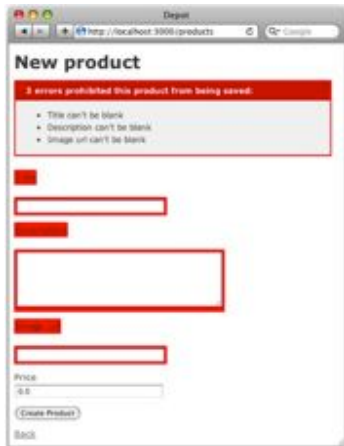 Depot
http://localhost:3000/products
Google
New product
3 errors prohibited this product from being saved:
Title can't be blank
Description can't be blank
Image url can't be blank
Price
0.0
Create Product
Back